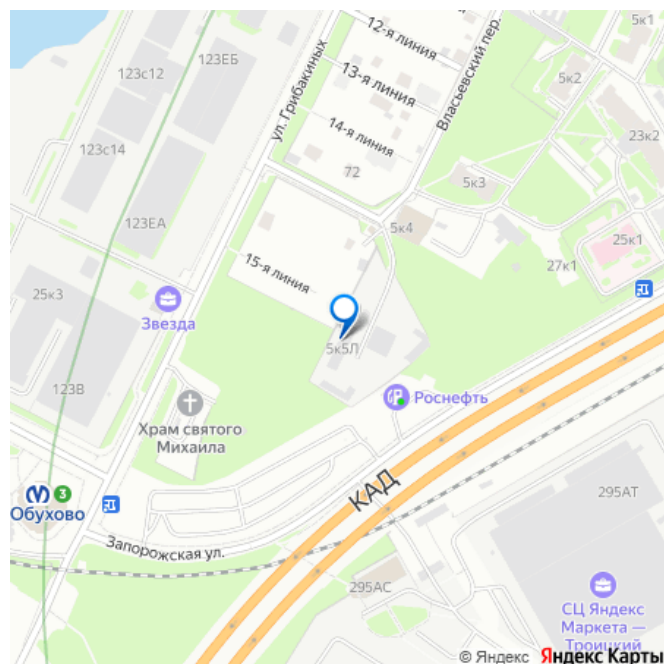 12-я линия
5к1
123ЕБ
123с12
13-я линия
5к2
ул. Грибакиных
Власьевский пер.
14-я линия
23к2
123с14
72
5к3
123ЕА
5к4
25к1
15-я линия
27к1
25к3
Звезда
5к5Л
123В
Роснефть
Храм святого
Михаила
КАД
295АТ
3
Обухово
Запорожская ул.
295АС
СЦ Яндекс
Маркета —
Троицкий
© Яндекс
Яндекс Карты